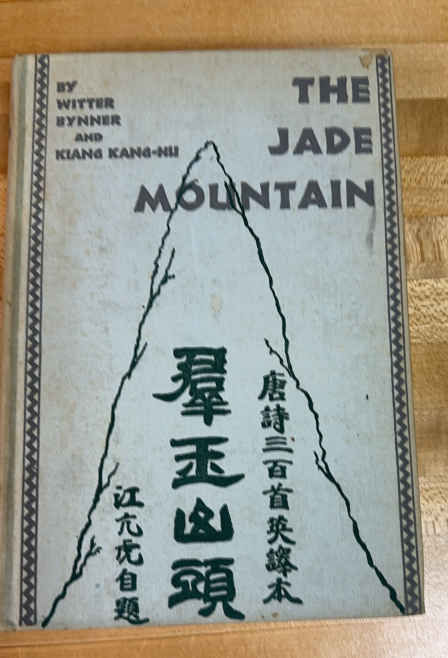 BY
WITTER
BYNNER
AND
KIANG KANG-HU
THE
JADE
MOUNTAIN
唐詩三百首英譯本
羣玉山頭
江亢虎自題